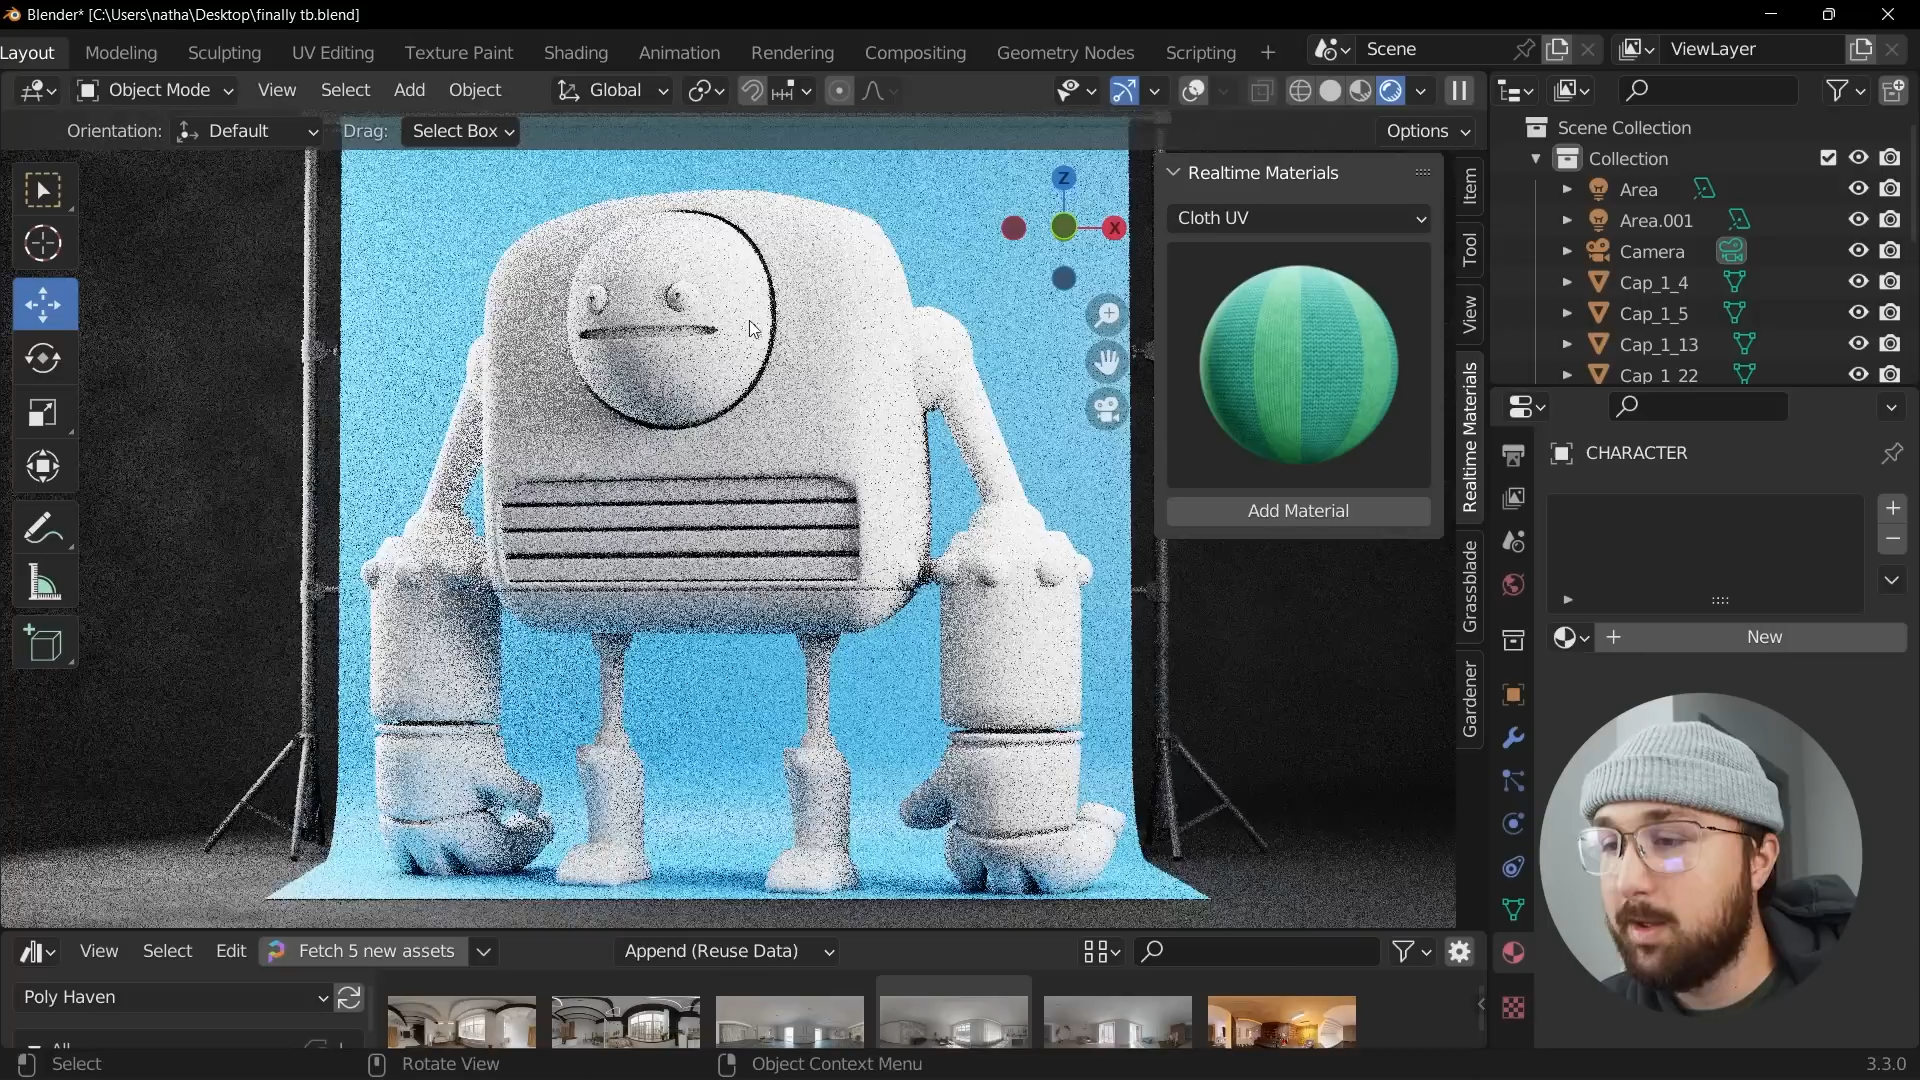 Blender* [C:\Users\natha\Desktop\finally tb.blend]
Layout Modeling Sculpting UV Editing Texture Paint Shading Animation Rendering Compositing Geometry Nodes Scripting + Scene ViewLayer
Object Mode View Select Add Object Global
Orientation: Default Drag: Select Box Options
Scene Collection
Collection
Area
Area.001
Camera
Cap_1_4
Cap_1_5
Cap_1_13
Cap_1_22
Z
X
Realtime Materials
Cloth UV
Add Material
Item
Tool
View
Realtime Materials
Grassblade
Gardener
CHARACTER
New
View Select Edit Fetch 5 new assets Append (Reuse Data)
Poly Haven
All
Select Rotate View Object Context Menu 3.3.0